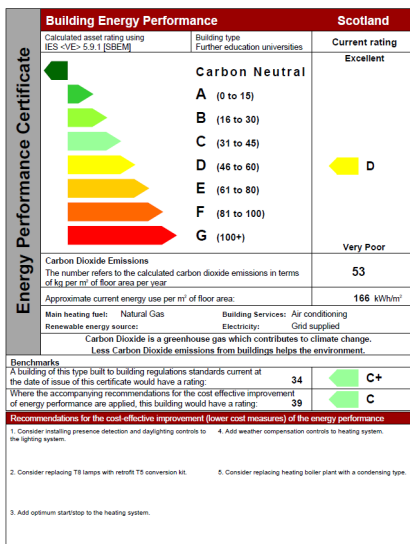 Energy Performance Certificate
Building Energy Performance
Scotland
Calculated asset rating using
IES <VE> 5.9.1 [SBEM]
Building type
Further education universities
Current rating
Excellent
Carbon Neutral
A (0 to 15)
B (16 to 30)
C (31 to 45)
D (46 to 60)
D
E (61 to 80)
F (81 to 100)
G (100+)
Very Poor
Carbon Dioxide Emissions
The number refers to the calculated carbon dioxide emissions in terms
of kg per m² of floor area per year
53
Approximate current energy use per m² of floor area:
166 kWh/m²
Main heating fuel: Natural Gas
Building Services: Air conditioning
Renewable energy source:
Electricity: Grid supplied
Carbon Dioxide is a greenhouse gas which contributes to climate change.
Less Carbon Dioxide emissions from buildings helps the environment.
Benchmarks
A building of this type built to building regulations standards current at
the date of issue of this certificate would have a rating: 34
C+
Where the accompanying recommendations for the cost effective improvement
of energy performance are applied, this building would have a rating: 39
C
Recommendations for the cost-effective improvement (lower cost measures) of the energy performance
1. Consider installing presence detection and daylighting controls to
the lighting system.
4. Add weather compensation controls to heating system.
2. Consider replacing T8 lamps with retrofit T5 conversion kit.
5. Consider replacing heating boiler plant with a condensing type.
3. Add optimum start/stop to the heating system.